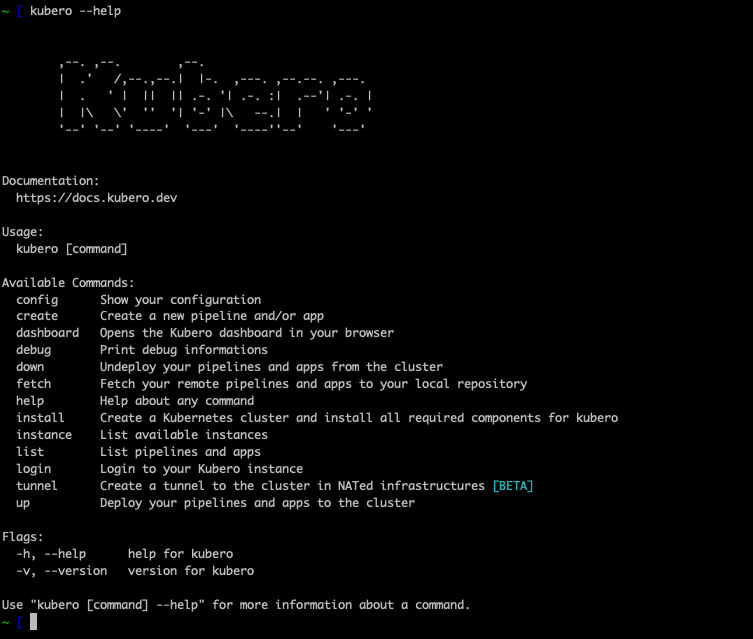 ~ [ kubero --help
,--. ,--.        ,--.
|  .'   /,--.,--.|  |-.  ,---. ,--.--. ,---.
|  .   ' |  ||  || .-. '| .-. :|  .--'| .-. |
|  |\   \'  ''  '| '-' |\   --.|  |   ' '-' '
'--' '--' '----'  '---'  '----''--'    '---'
Documentation:
  https://docs.kubero.dev
Usage:
  kubero [command]
Available Commands:
  config      Show your configuration
  create      Create a new pipeline and/or app
  dashboard   Opens the Kubero dashboard in your browser
  debug       Print debug informations
  down        Undeploy your pipelines and apps from the cluster
  fetch       Fetch your remote pipelines and apps to your local repository
  help        Help about any command
  install     Create a Kubernetes cluster and install all required components for kubero
  instance    List available instances
  list        List pipelines and apps
  login       Login to your Kubero instance
  tunnel      Create a tunnel to the cluster in NATed infrastructures [BETA]
  up          Deploy your pipelines and apps to the cluster
Flags:
  -h, --help      help for kubero
  -v, --version   version for kubero
Use "kubero [command] --help" for more information about a command.
~ [